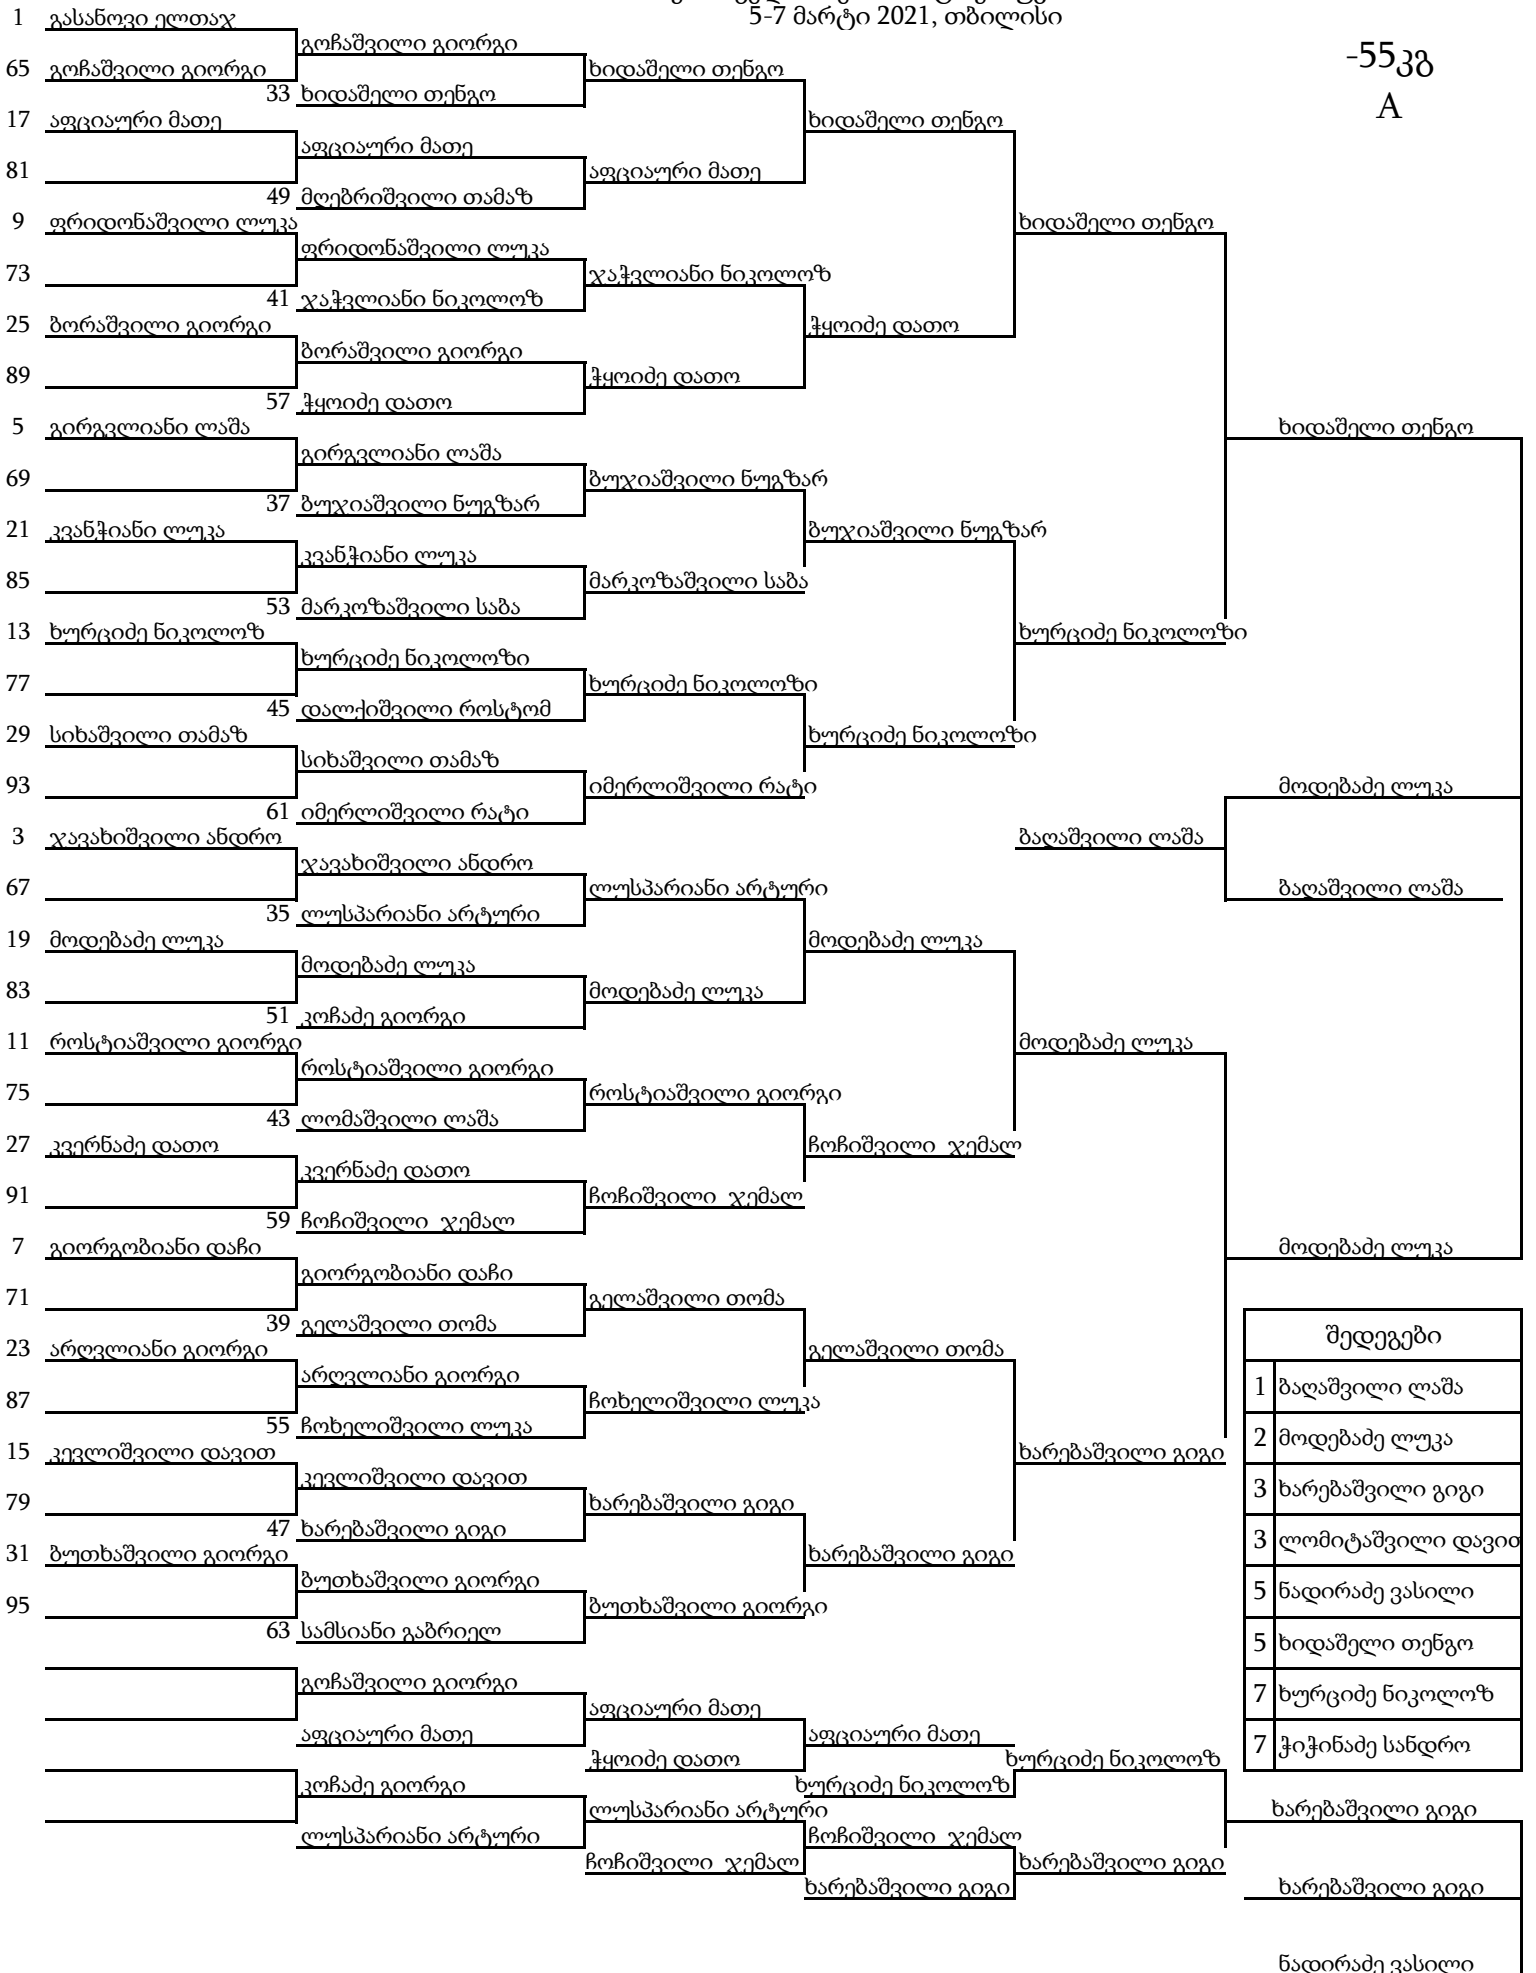 5-7 მარტი 2021, თბილისი
-55კგ
A
1 გასანოვი ელთაჯ
გოჩაშვილი გიორგი
65 გოჩაშვილი გიორგი
ხიდაშელი თენგო
33 ხიდაშელი თენგო
17 აფციაური მათე
ხიდაშელი თენგო
აფციაური მათე
81
აფციაური მათე
49 მღებრიშვილი თამაზ
9 ფრიდონაშვილი ლუკა
ხიდაშელი თენგო
ფრიდონაშვილი ლუკა
73
ჯაჭვლიანი ნიკოლოზ
41 ჯაჭვლიანი ნიკოლოზ
25 ბორაშვილი გიორგი
ჭყოიძე დათო
ბორაშვილი გიორგი
89
ჭყოიძე დათო
57 ჭყოიძე დათო
5 გირგვლიანი ლაშა
ხიდაშელი თენგო
გირგვლიანი ლაშა
69
ბუჯიაშვილი ნუგზარ
37 ბუჯიაშვილი ნუგზარ
21 კვანჭიანი ლუკა
ბუჯიაშვილი ნუგზარ
კვანჭიანი ლუკა
85
მარკოზაშვილი საბა
53 მარკოზაშვილი საბა
13 ხურციძე ნიკოლოზ
ხურციძე ნიკოლოზი
ხურციძე ნიკოლოზი
77
ხურციძე ნიკოლოზი
45 დალქიშვილი როსტომ
29 სიხაშვილი თამაზ
ხურციძე ნიკოლოზი
სიხაშვილი თამაზ
93
იმერლიშვილი რატი
მოდებაძე ლუკა
61 იმერლიშვილი რატი
3 ჯავახიშვილი ანდრო
ბაღაშვილი ლაშა
ჯავახიშვილი ანდრო
67
ლუსპარიანი არტური
ბაღაშვილი ლაშა
35 ლუსპარიანი არტური
19 მოდებაძე ლუკა
მოდებაძე ლუკა
მოდებაძე ლუკა
83
მოდებაძე ლუკა
51 კოჩაძე გიორგი
11 როსტიაშვილი გიორგი
მოდებაძე ლუკა
როსტიაშვილი გიორგი
75
როსტიაშვილი გიორგი
43 ლომაშვილი ლაშა
27 კვერნაძე დათო
ჩოჩიშვილი ჯემალ
კვერნაძე დათო
91
ჩოჩიშვილი ჯემალ
59 ჩოჩიშვილი ჯემალ
7 გიორგობიანი დაჩი
მოდებაძე ლუკა
გიორგობიანი დაჩი
71
გელაშვილი თომა
39 გელაშვილი თომა
შედეგები
23 არღვლიანი გიორგი
გელაშვილი თომა
არღვლიანი გიორგი
1 ბაღაშვილი ლაშა
87
ჩოხელიშვილი ლუკა
55 ჩოხელიშვილი ლუკა
2 მოდებაძე ლუკა
15 კევლიშვილი დავით
ხარებაშვილი გიგი
კევლიშვილი დავით
3 ხარებაშვილი გიგი
79
ხარებაშვილი გიგი
47 ხარებაშვილი გიგი
3 ლომიტაშვილი დავით
31 ბუთხაშვილი გიორგი
ხარებაშვილი გიგი
ბუთხაშვილი გიორგი
5 ნადირაძე ვასილი
95
ბუთხაშვილი გიორგი
63 სამსიანი გაბრიელ
5 ხიდაშელი თენგო
გოჩაშვილი გიორგი
7 ხურციძე ნიკოლოზ
აფციაური მათე
აფციაური მათე
აფციაური მათე
7 ჭიჭინაძე სანდრო
ჭყოიძე დათო
ხურციძე ნიკოლოზ
კოჩაძე გიორგი
ხურციძე ნიკოლოზ
ლუსპარიანი არტური
ხარებაშვილი გიგი
ლუსპარიანი არტური
ჩოჩიშვილი ჯემალ
ჩოჩიშვილი ჯემალ
ხარებაშვილი გიგი
ხარებაშვილი გიგი
ხარებაშვილი გიგი
ნადირაძე ვასილი